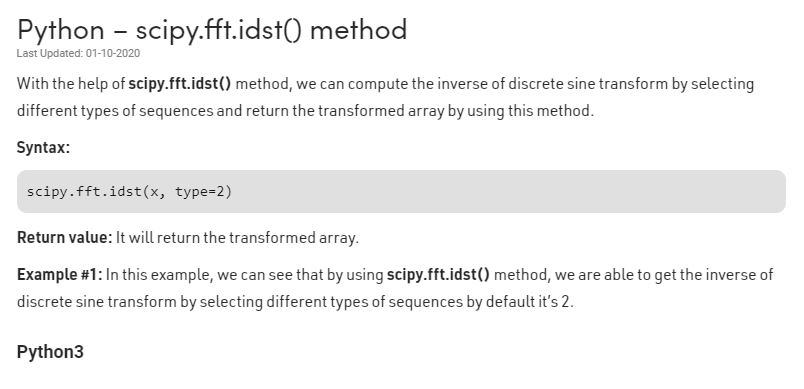 Python – scipy.fft.idst() method
Last Updated: 01-10-2020
With the help of scipy.fft.idst() method, we can compute the inverse of discrete sine transform by selecting
different types of sequences and return the transformed array by using this method.
Syntax:
scipy.fft.idst(x, type=2)
Return value: It will return the transformed array.
Example #1: In this example, we can see that by using scipy.fft.idst() method, we are able to get the inverse of
discrete sine transform by selecting different types of sequences by default it’s 2.
Python3